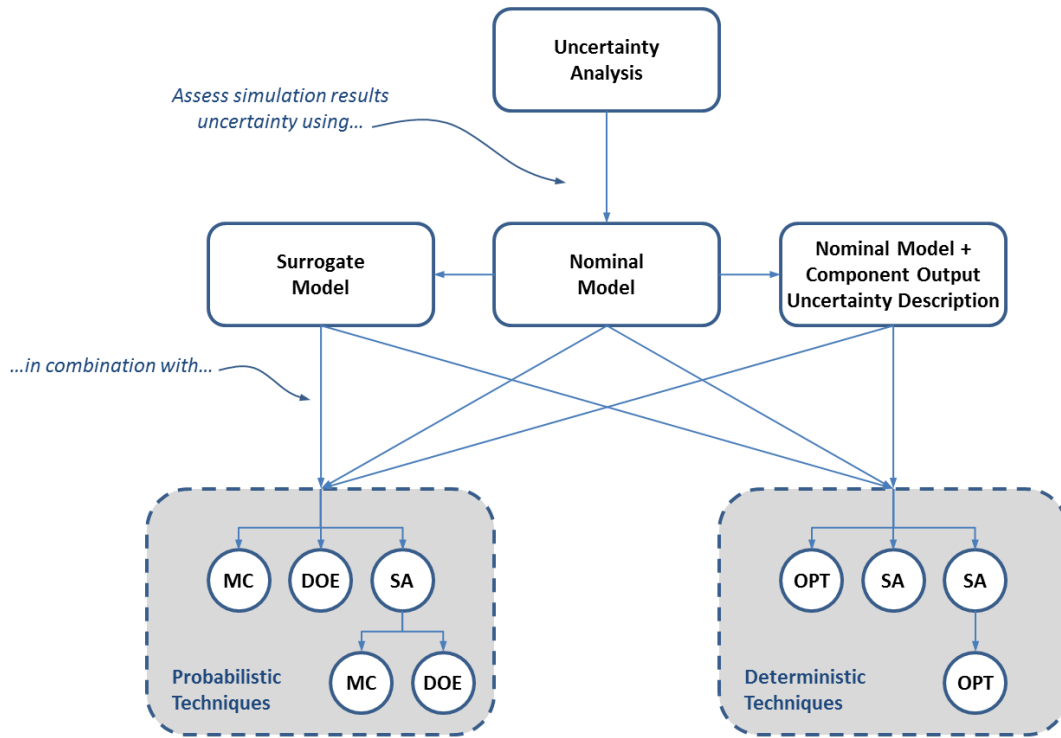 Uncertainty
Analysis
Assess simulation results
uncertainty using...
Surrogate
Model
Nominal
Model
Nominal Model +
Component Output
Uncertainty Description
...in combination with...
MC
DOE
SA
MC
DOE
Probabilistic
Techniques
OPT
SA
SA
OPT
Deterministic
Techniques